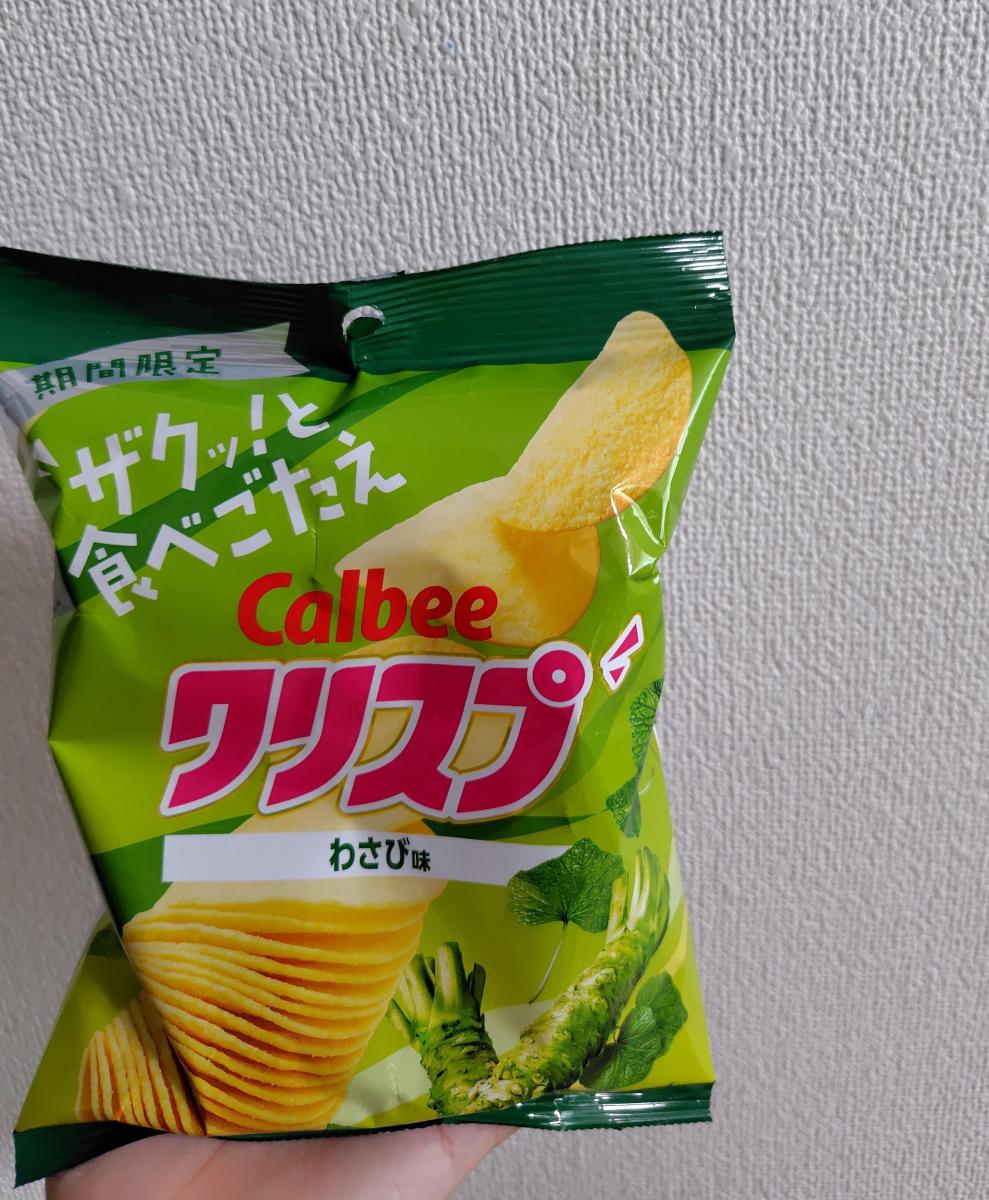 期間限定
ザクッ!と
食べごたえ
Calbee
クリスプ
わさび味